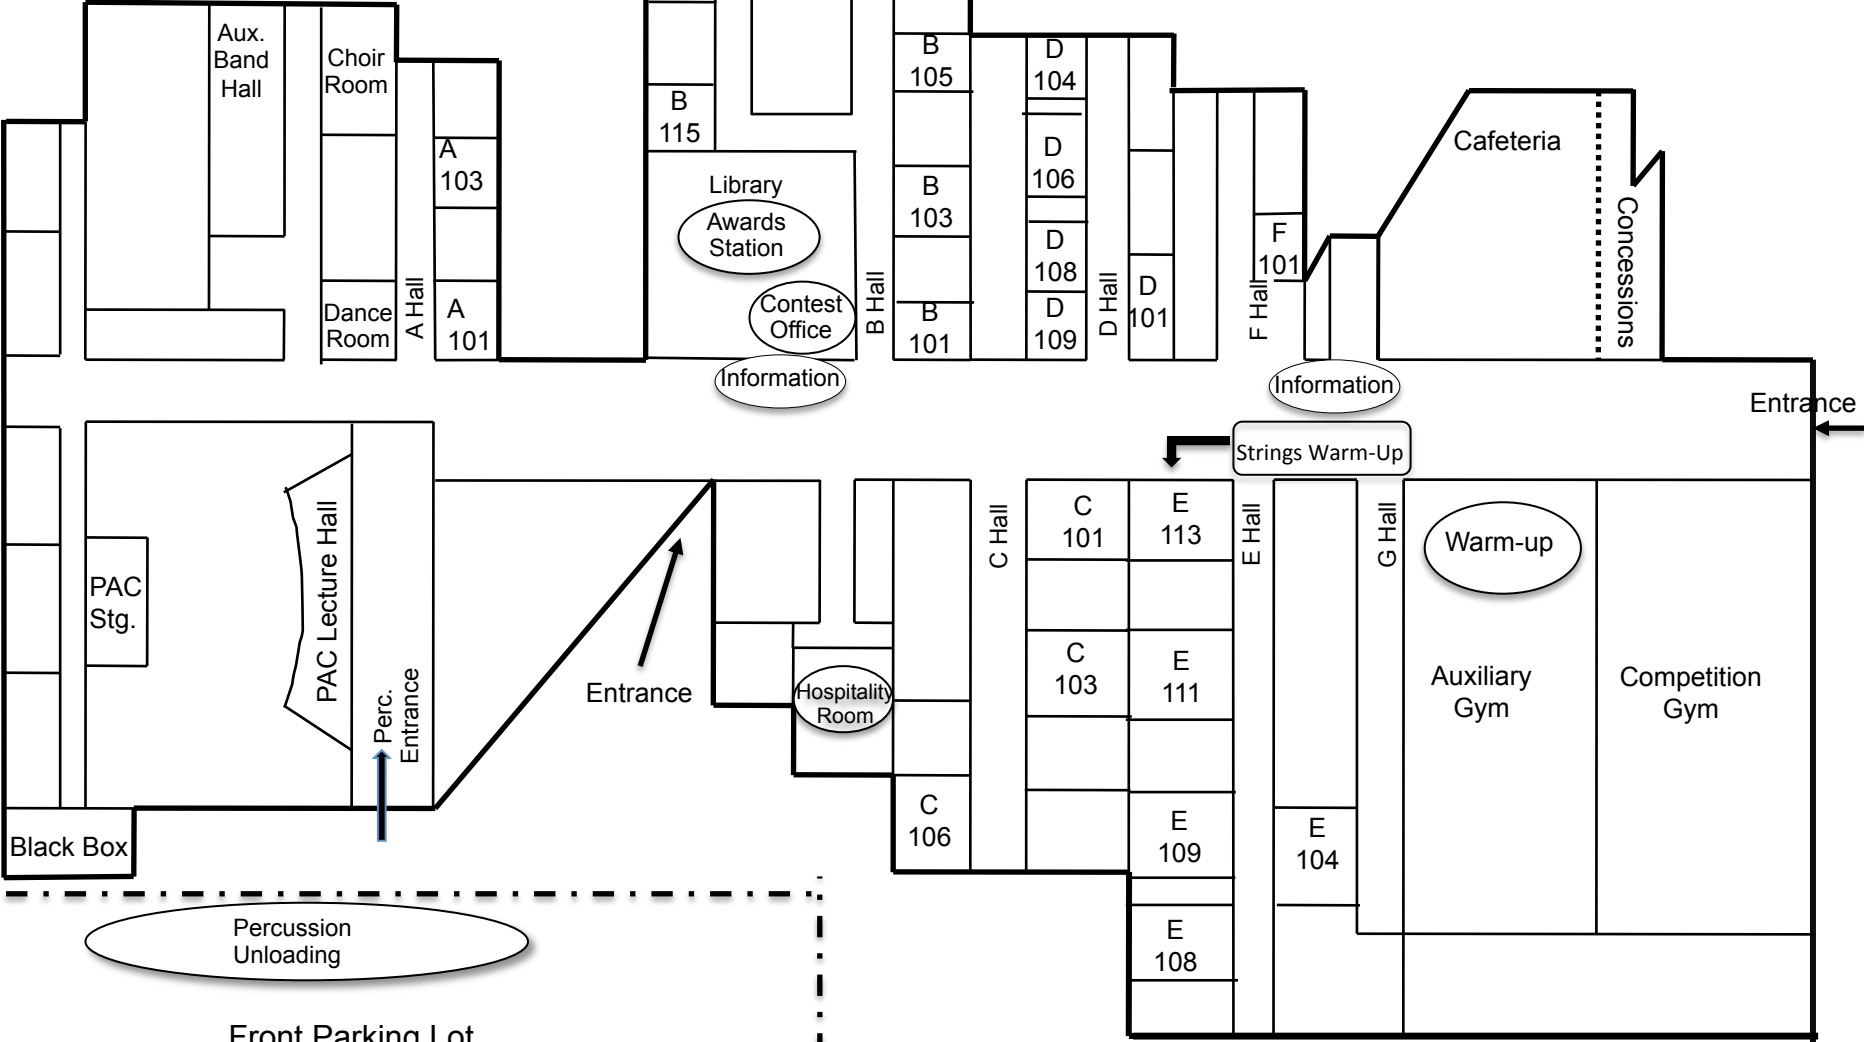 Aux.
Band
Hall
Choir
Room
A
103
Dance
Room
A Hall
A
101
B
115
Library
Awards
Station
Contest
Office
B Hall
B
105
B
103
B
101
D
104
D
106
D
108
D
109
D Hall
D
101
F
101
F Hall
Cafeteria
Concessions
Information
Information
Entrance
Strings Warm-Up
PAC
Stg.
PAC Lecture Hall
Perc.
Entrance
Entrance
Hospitality
Room
C
106
C Hall
C
101
C
103
E
113
E
111
E
109
E
108
E Hall
E
104
G Hall
Warm-up
Auxiliary
Gym
Competition
Gym
Black Box
Percussion
Unloading
Front Parking Lot